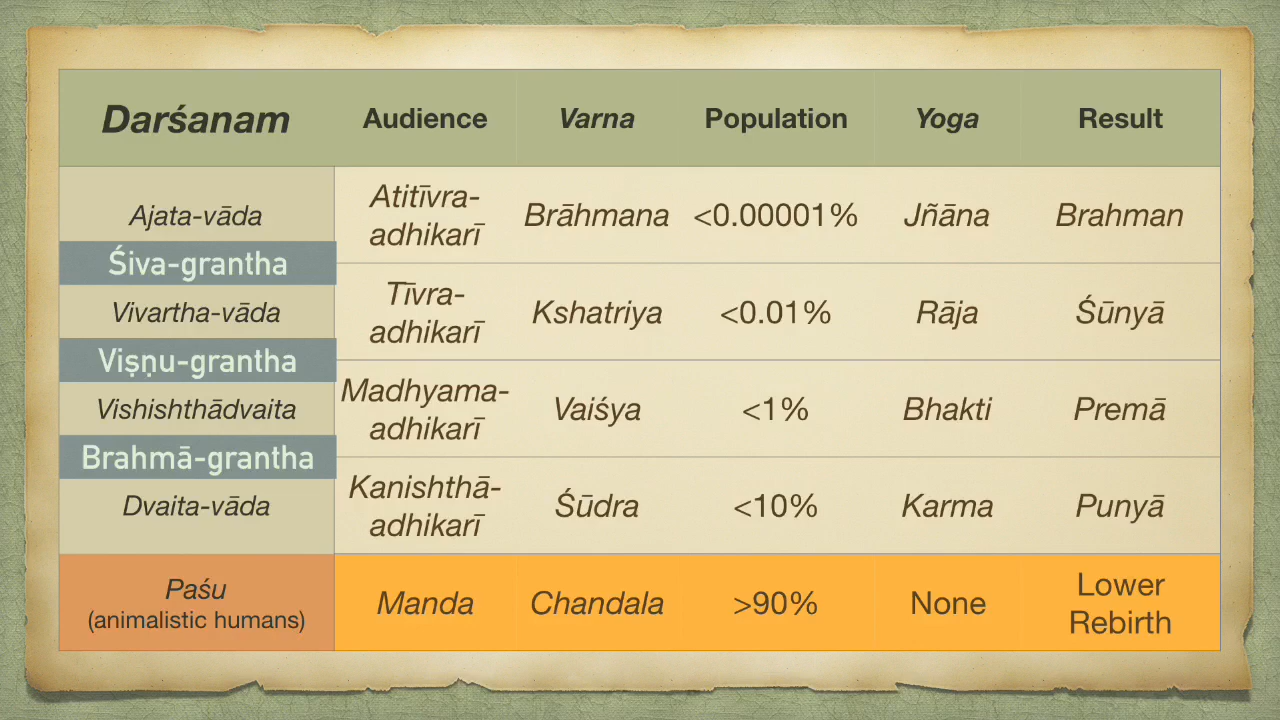 Darśanam Audience Varna Population Yoga Result
Ajata-vāda Atitīvra- Brāhmana <0.00001% Jñāna Brahman
adhikarī
Śiva-grantha
Vivartha-vāda Tīvra- Kshatriya <0.01% Rāja Śūnyā
adhikarī
Viṣṇu-grantha
Vishishthādvaita Madhyama- Vaiśya <1% Bhakti Premā
adhikarī
Brahmā-grantha
Dvaita-vāda Kanishthā- Śūdra <10% Karma Punyā
adhikarī
Paśu Manda Chandala >90% None Lower
(animalistic humans) Rebirth